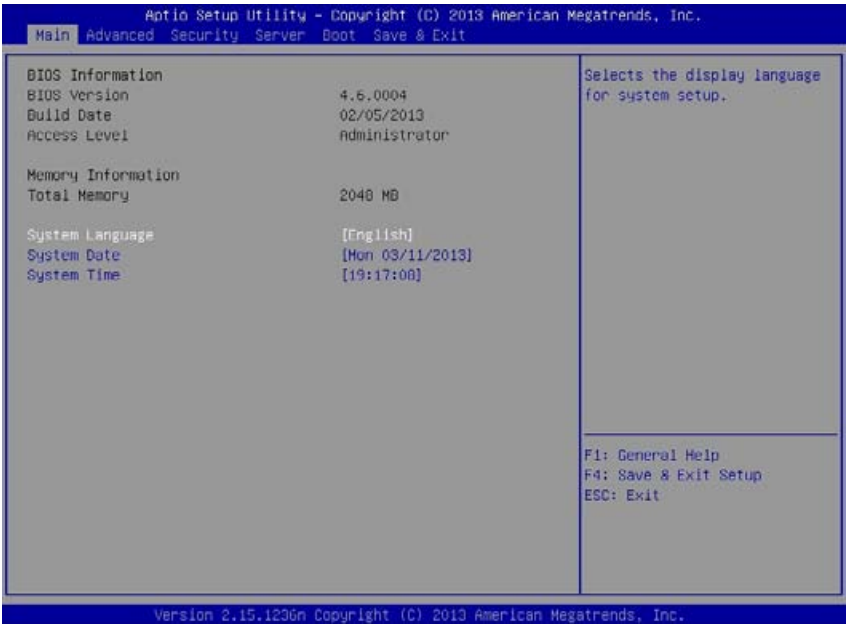 Aptio Setup Utility - Copyright (C) 2013 American Megatrends, Inc.
Main Advanced Security Server Boot Save & Exit
BIOS Information
BIOS Version 4.6.0004
Build Date 02/05/2013
Access Level Administrator
Memory Information
Total Memory 2048 MB
System Language [English]
System Date [Mon 03/11/2013]
System Time [19:17:08]
Selects the display language
for system setup.
F1: General Help
F4: Save & Exit Setup
ESC: Exit
Version 2.15.1236n Copyright (C) 2013 American Megatrends, Inc.